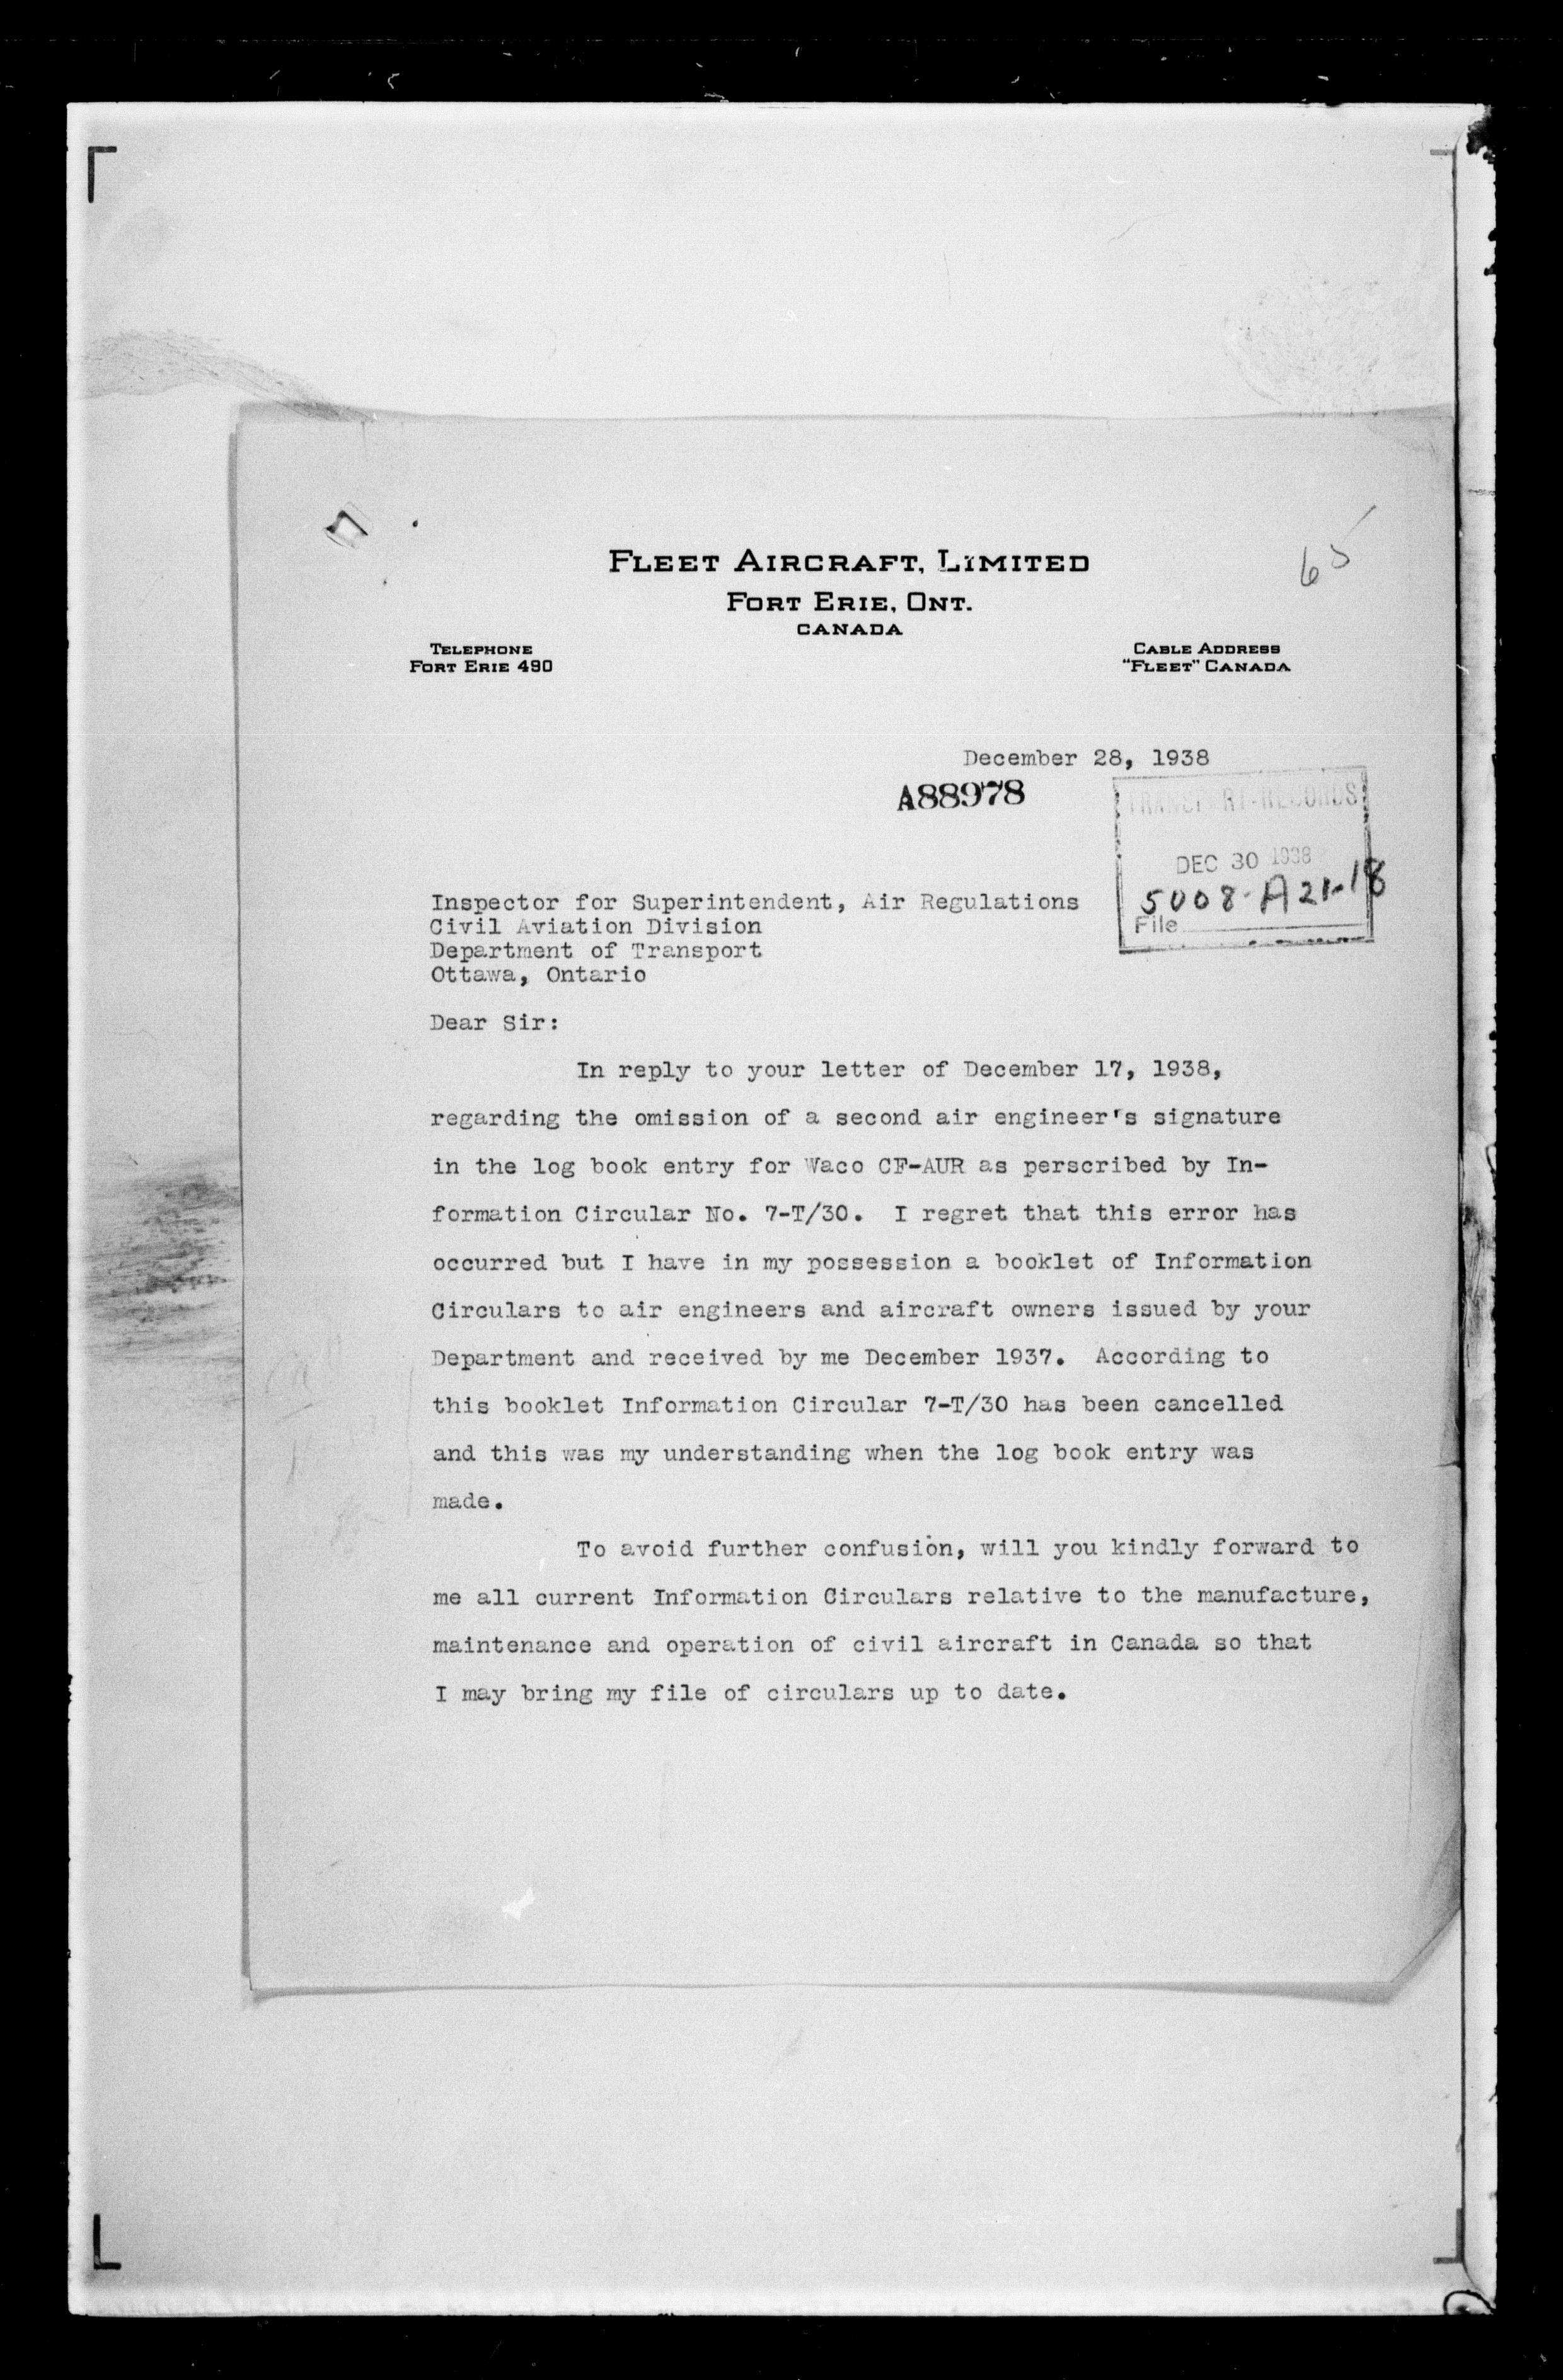 FLEET AIRCRAFT, LIMITED
FORT ERIE, ONT.
CANADA
TELEPHONE
FORT ERIE 490
CABLE ADDRESS
"FLEET" CANADA
65
December 28, 1938
A88978
TRANSPORT-RECORDS
DEC 30 1938
5008-A21-18
File
Inspector for Superintendent, Air Regulations
Civil Aviation Division
Department of Transport
Ottawa, Ontario
Dear Sir:
In reply to your letter of December 17, 1938,
regarding the omission of a second air engineer's signature
in the log book entry for Waco CF-AUR as perscribed by In-
formation Circular No. 7-T/30. I regret that this error has
occurred but I have in my possession a booklet of Information
Circulars to air engineers and aircraft owners issued by your
Department and received by me December 1937. According to
this booklet Information Circular 7-T/30 has been cancelled
and this was my understanding when the log book entry was
made.
To avoid further confusion, will you kindly forward to
me all current Information Circulars relative to the manufacture,
maintenance and operation of civil aircraft in Canada so that
I may bring my file of circulars up to date.